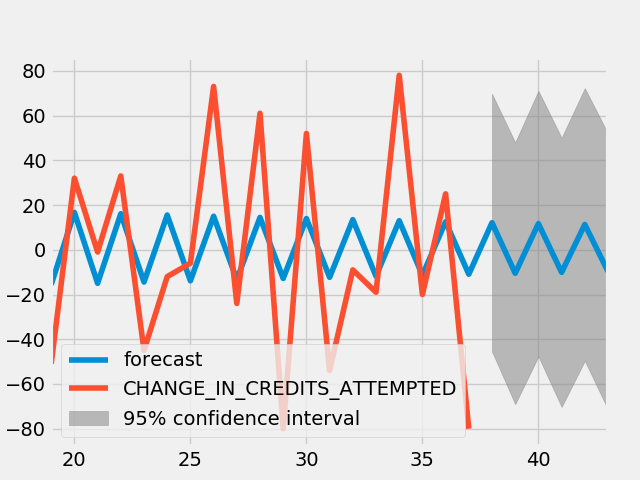 80
60
40
20
0
−20
−40
−60
−80
forecast
CHANGE_IN_CREDITS_ATTEMPTED
95% confidence interval
20 25 30 35 40